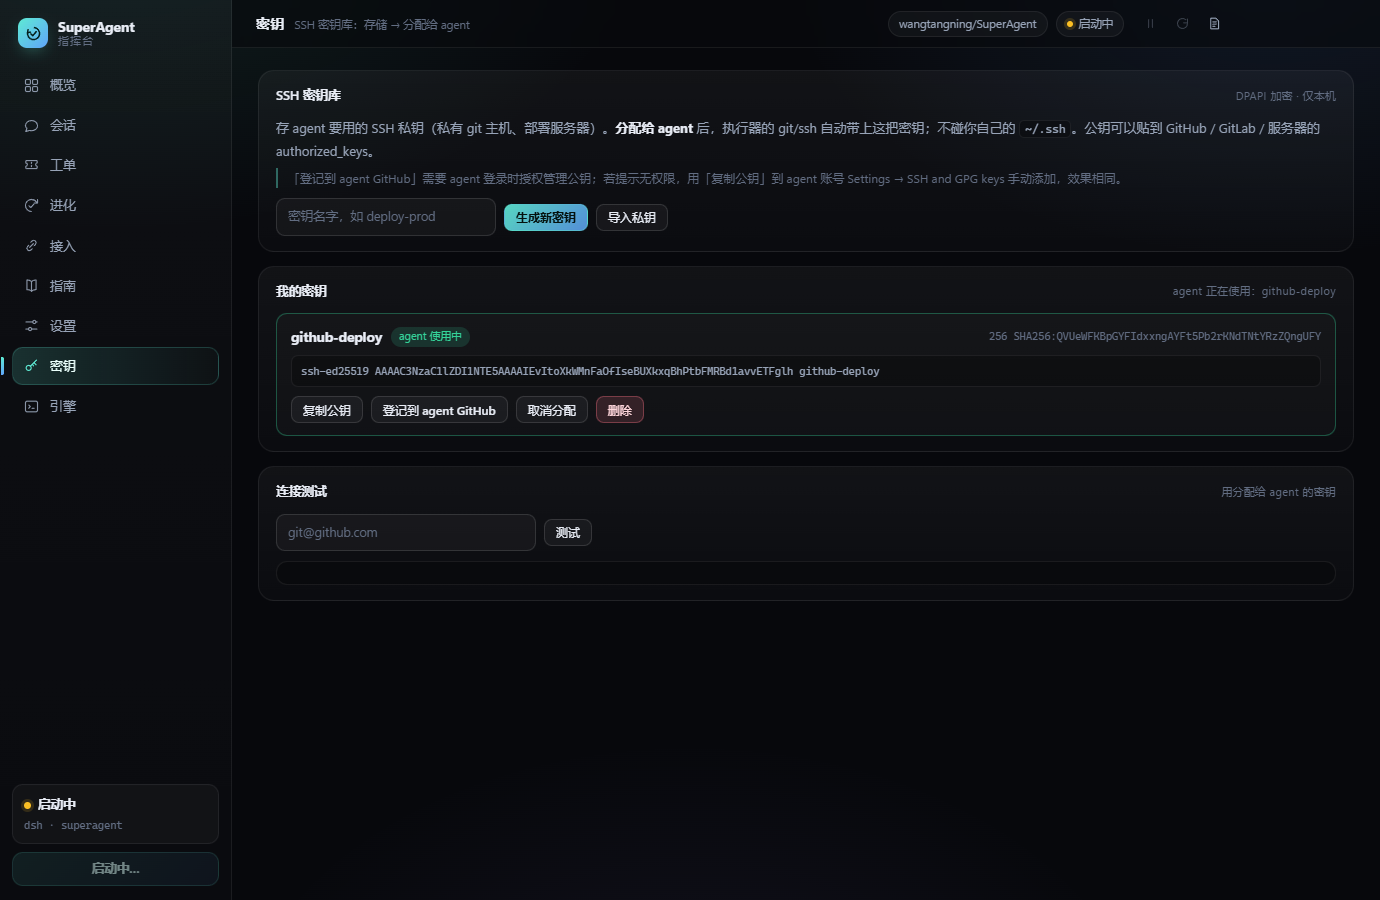 SuperAgent
指挥台
概览
会话
工单
进化
接入
指南
设置
密钥
引擎
启动中
dsh · superagent
启动中...
密钥 SSH 密钥库：存储 → 分配给 agent
wangtangning/SuperAgent
启动中
SSH 密钥库
DPAPI 加密 · 仅本机
存 agent 要用的 SSH 私钥（私有 git 主机、部署服务器）。分配给 agent 后，执行器的 git/ssh 自动带上这把密钥；不碰你自己的 ~/.ssh 。公钥可以贴到 GitHub / GitLab / 服务器的
authorized_keys。
「登记到 agent GitHub」需要 agent 登录时授权管理公钥；若提示无权限，用「复制公钥」到 agent 账号 Settings → SSH and GPG keys 手动添加，效果相同。
密钥名字，如 deploy-prod
生成新密钥
导入私钥
我的密钥
agent 正在使用：github-deploy
github-deploy
agent 使用中
256 SHA256:QVUeWFKBpGYFIdxxngAYFt5Pb2rKNdTNtYRzZQngUFY
ssh-ed25519 AAAAC3NzaC1lZDI1NTE5AAAAIEvItoXkWMnFaOfIseBUXkxqBhPtbFMRBd1avvETFglh github-deploy
复制公钥
登记到 agent GitHub
取消分配
删除
连接测试
用分配给 agent 的密钥
git@github.com
测试